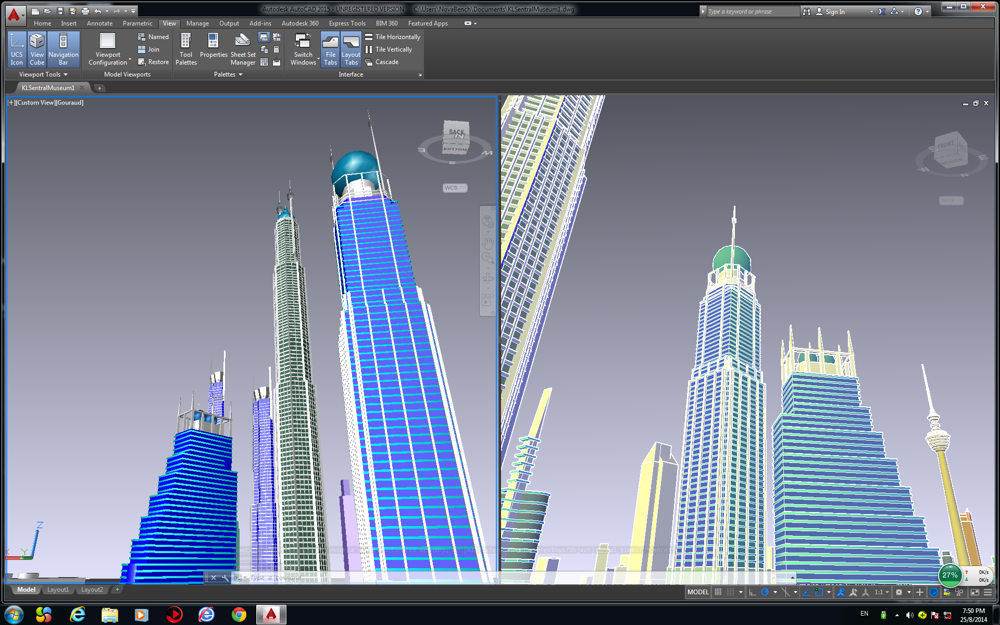 Autodesk AutoCAD 2015 - UNREGISTERED VERSION C:\Users\NovaBench\Documents\KLSentralMuseum1.dwg
Type a keyword or phrase
Sign In
Home Insert Annotate Parametric View Manage Output Add-ins Autodesk 360 Express Tools BIM 360 Featured Apps
UCS Icon
View Cube
Navigation Bar
Viewport Configuration
Named
Join
Restore
Tool Palettes
Properties
Sheet Set Manager
Switch Windows
File Tabs
Layout Tabs
Tile Horizontally
Tile Vertically
Cascade
Viewport Tools
Model Viewports
Palettes
Interface
KLSentralMuseum1
[+][Custom View][Gouraud]
BACK
N
BOTTOM
E
W
S
WCS
FRONT
S
E
W
N
WCS
Z
Y
X
Previous/Object]
Type a command
27%
0K/s
0K/s
Model Layout1 Layout2
MODEL
1:1
EN
7:50 PM
25/8/2014